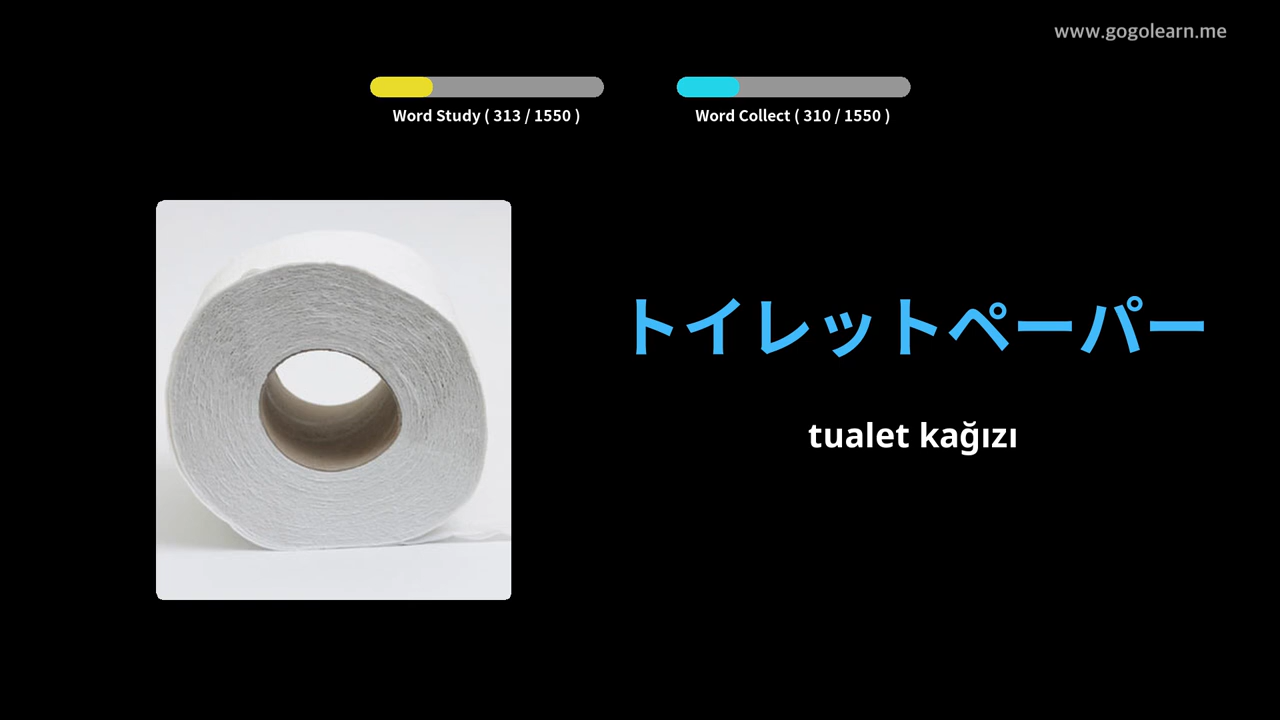 www.gogolearn.me
Word Study ( 313 / 1550 )
Word Collect ( 310 / 1550 )
トイレットペーパー
tualet kağızı